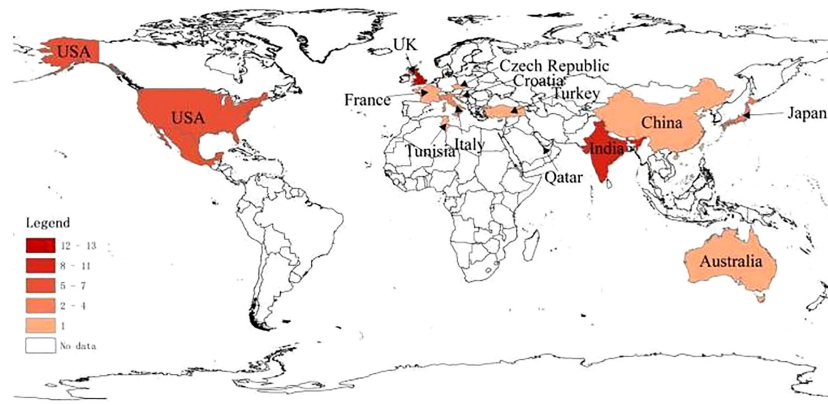 USA
UK
Czech Republic
Croatia
Turkey
France
USA
China
Japan
Tunisia
Italy
India
Qatar
Australia
Legend
12 - 13
8 - 11
5 - 7
2 - 4
1
No data